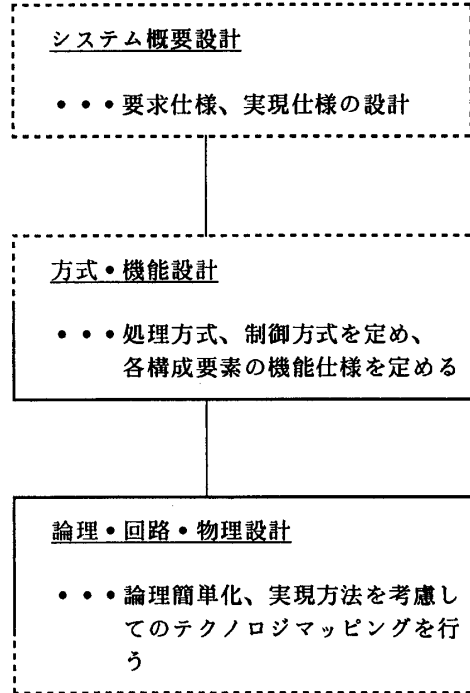 システム概要設計
・・・要求仕様、実現仕様の設計
方式・機能設計
・・・処理方式、制御方式を定め、
各構成要素の機能仕様を定める
論理・回路・物理設計
・・・論理簡単化、実現方法を考慮し
てのテクノロジマッピングを行
う